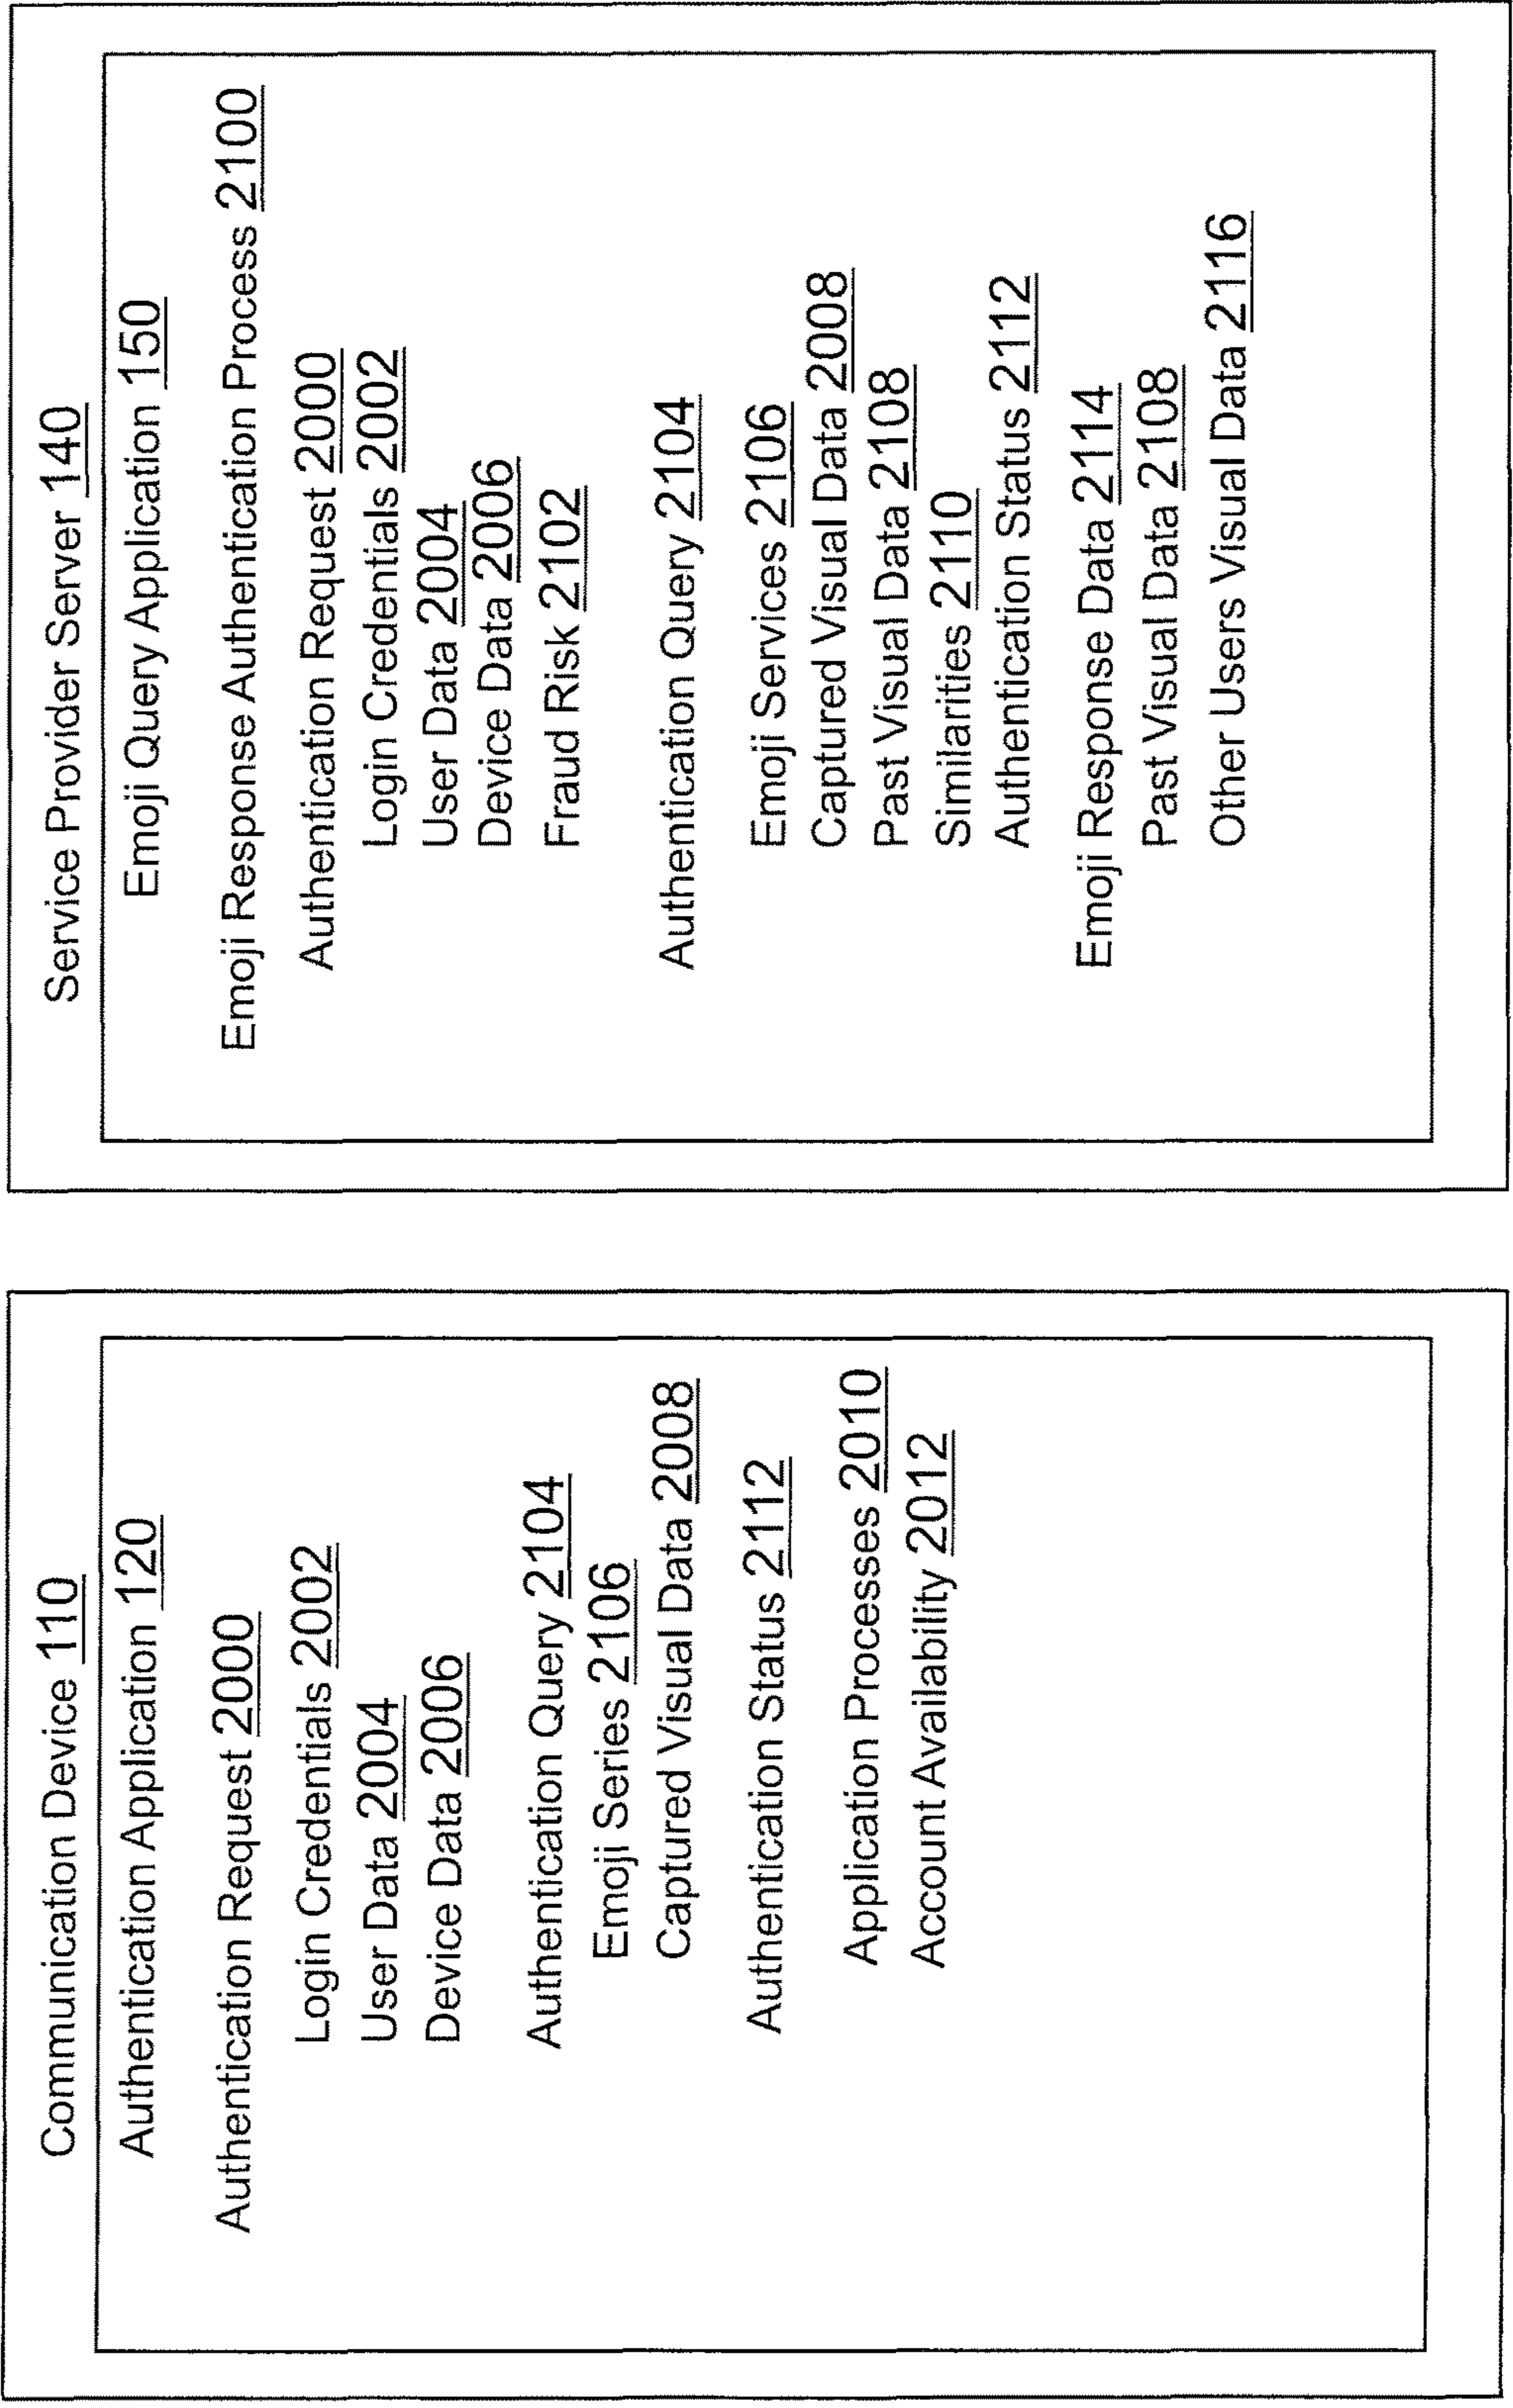 Communication Device 110
Authentication Application 120
Authentication Request 2000
Login Credentials 2002
User Data 2004
Device Data 2006
Authentication Query 2104
Emoji Series 2106
Captured Visual Data 2008
Authentication Status 2112
Application Processes 2010
Account Availability 2012
Service Provider Server 140
Emoji Query Application 150
Emoji Response Authentication Process 2100
Authentication Request 2000
Login Credentials 2002
User Data 2004
Device Data 2006
Fraud Risk 2102
Authentication Query 2104
Emoji Services 2106
Captured Visual Data 2008
Past Visual Data 2108
Similarities 2110
Authentication Status 2112
Emoji Response Data 2114
Past Visual Data 2108
Other Users Visual Data 2116